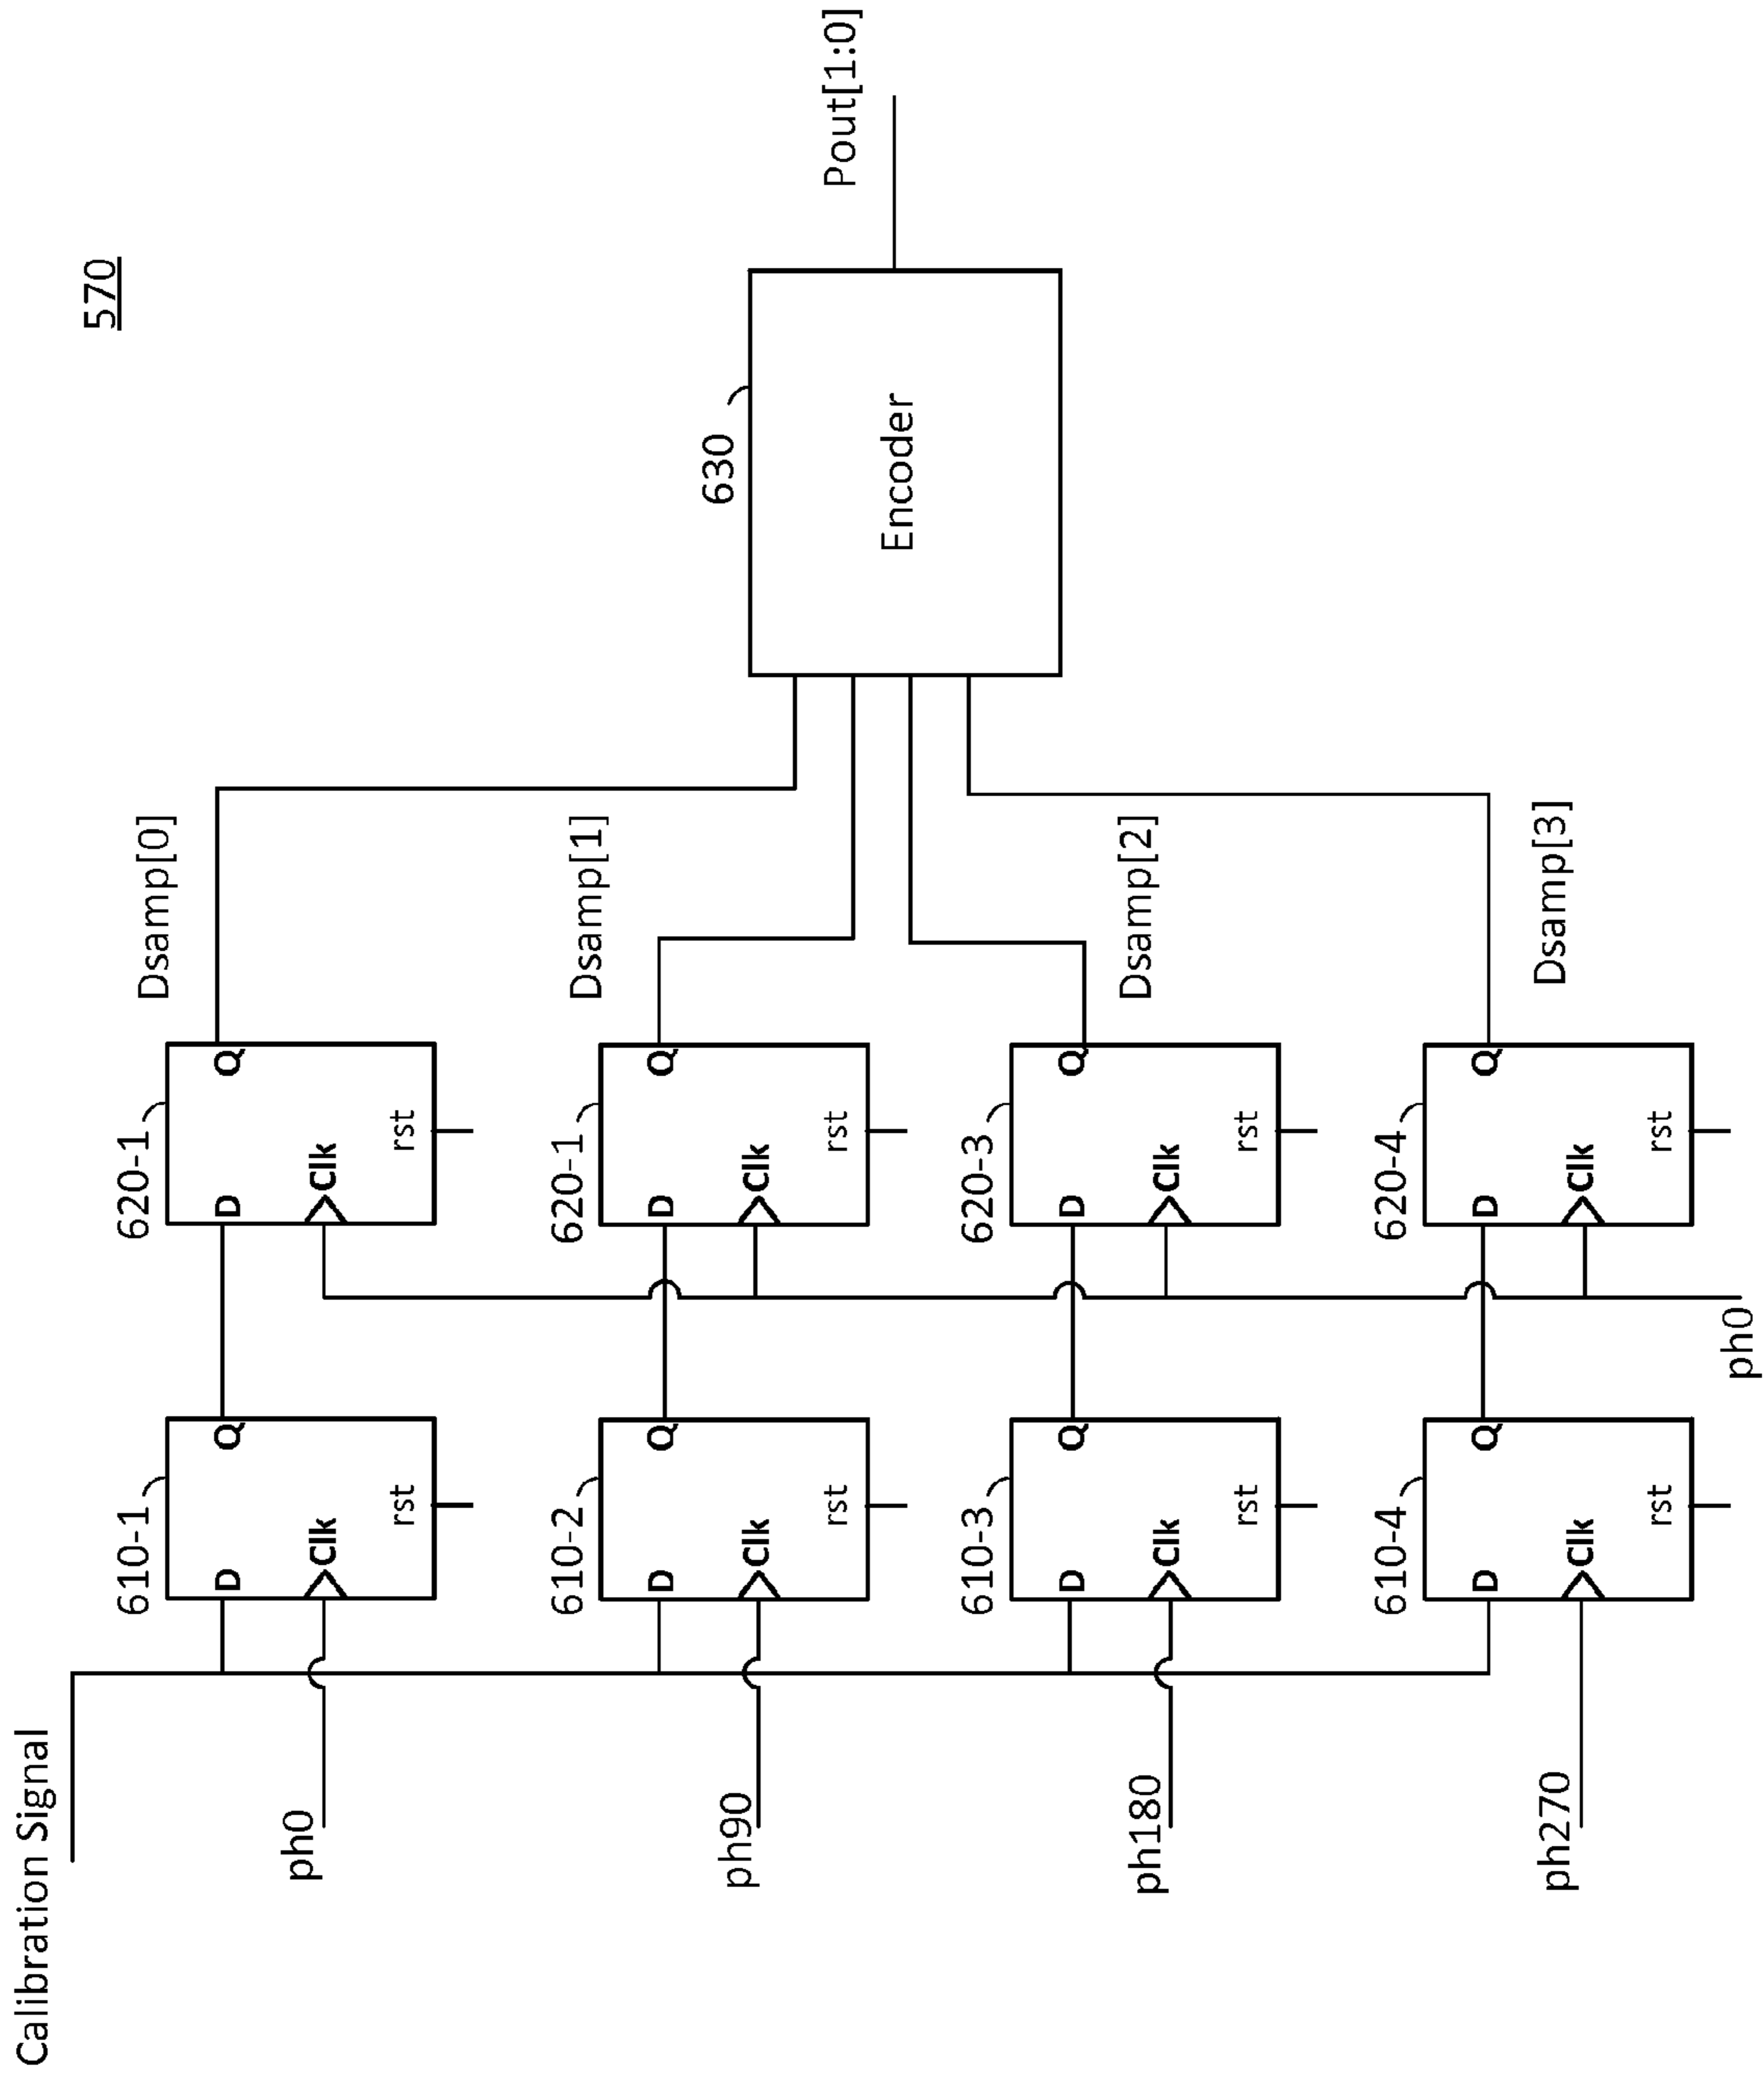 570
Calibration Signal
610-1
D
Q
Clk
rst
ph0
620-1
D
Q
Clk
rst
Dsamp[0]
610-2
D
Q
Clk
rst
ph90
620-1
D
Q
Clk
rst
Dsamp[1]
610-3
D
Q
Clk
rst
ph180
620-3
D
Q
Clk
rst
Dsamp[2]
610-4
D
Q
Clk
rst
ph270
620-4
D
Q
Clk
rst
Dsamp[3]
ph0
630
Encoder
Pout[1:0]